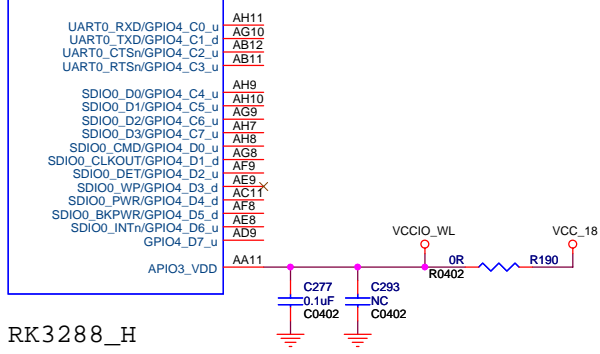 UART0_RXD/GPIO4_C0_u AH11
UART0_TXD/GPIO4_C1_d AG10
UART0_CTSn/GPIO4_C2_u AB12
UART0_RTSn/GPIO4_C3_u AB11
SDIO0_D0/GPIO4_C4_u AH9
SDIO0_D1/GPIO4_C5_u AH10
SDIO0_D2/GPIO4_C6_u AG9
SDIO0_D3/GPIO4_C7_u AH7
SDIO0_CMD/GPIO4_D0_u AH8
SDIO0_CLKOUT/GPIO4_D1_d AG8
SDIO0_DET/GPIO4_D2_u AF9
SDIO0_WP/GPIO4_D3_d AE9
SDIO0_PWR/GPIO4_D4_d AC11
SDIO0_BKPWR/GPIO4_D5_d AF8
SDIO0_INTn/GPIO4_D6_u AE8
GPIO4_D7_u AD9
VCCIO_WL VCC_18
APIO3_VDD AA11 0R R190
R0402
C277 C293
0.1uF NC
C0402 C0402
RK3288_H